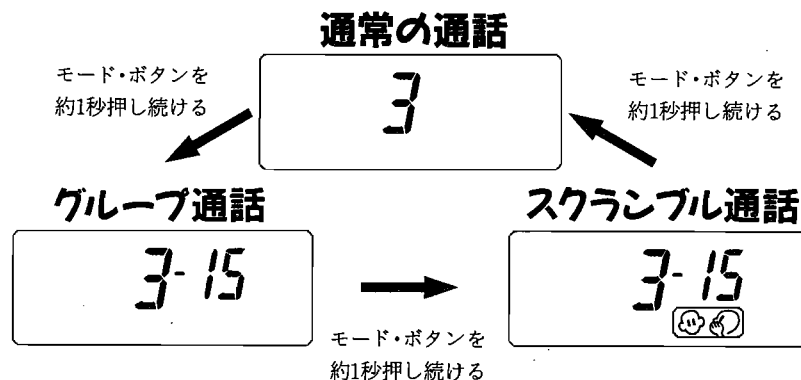 通常の通話
モード・ボタンを
約1秒押し続ける
3
モード・ボタンを
約1秒押し続ける
グループ通話
3-15
モード・ボタンを
約1秒押し続ける
スクランブル通話
3-15